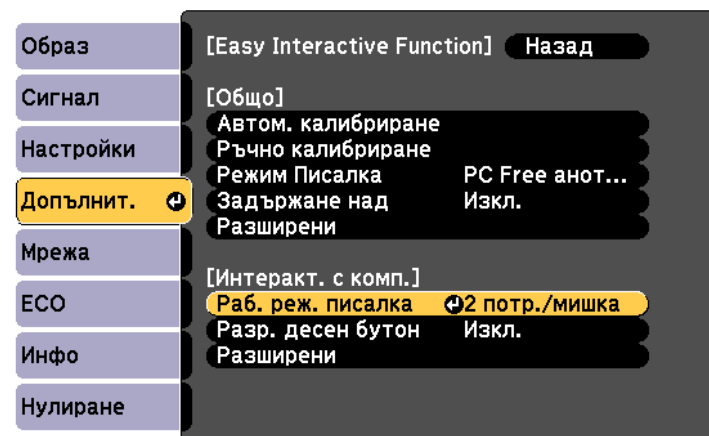 Образ
Сигнал
Настройки
Допълнит.
Мрежа
ECO
Инфо
Нулиране
[Easy Interactive Function] Назад
[Общо]
Автом. калибриране
Ръчно калибриране
Режим Писалка PC Free анот...
Задържане над Изкл.
Разширени
[Интеракт. с комп.]
Раб. реж. писалка 2 потр./мишка
Разр. десен бутон Изкл.
Разширени